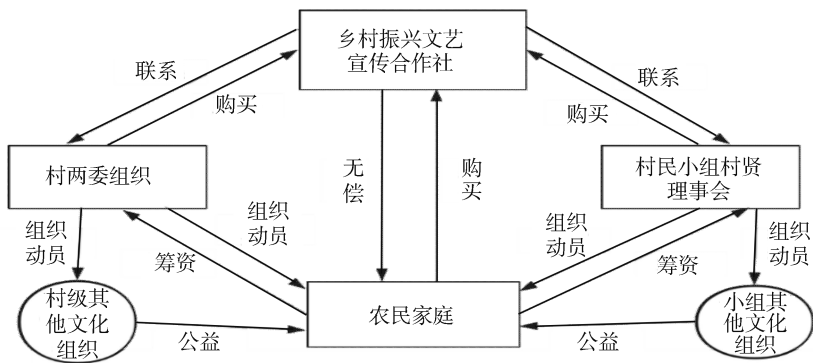 乡村振兴文艺
宣传合作社
联系
购买
联系
购买
村两委组织
无
偿
购
买
村民小组村贤
理事会
组织
动员
组织
动员
筹资
组织
动员
筹资
组织
动员
村级其
他文化
组织
公益
农民家庭
公益
小组其
他文化
组织